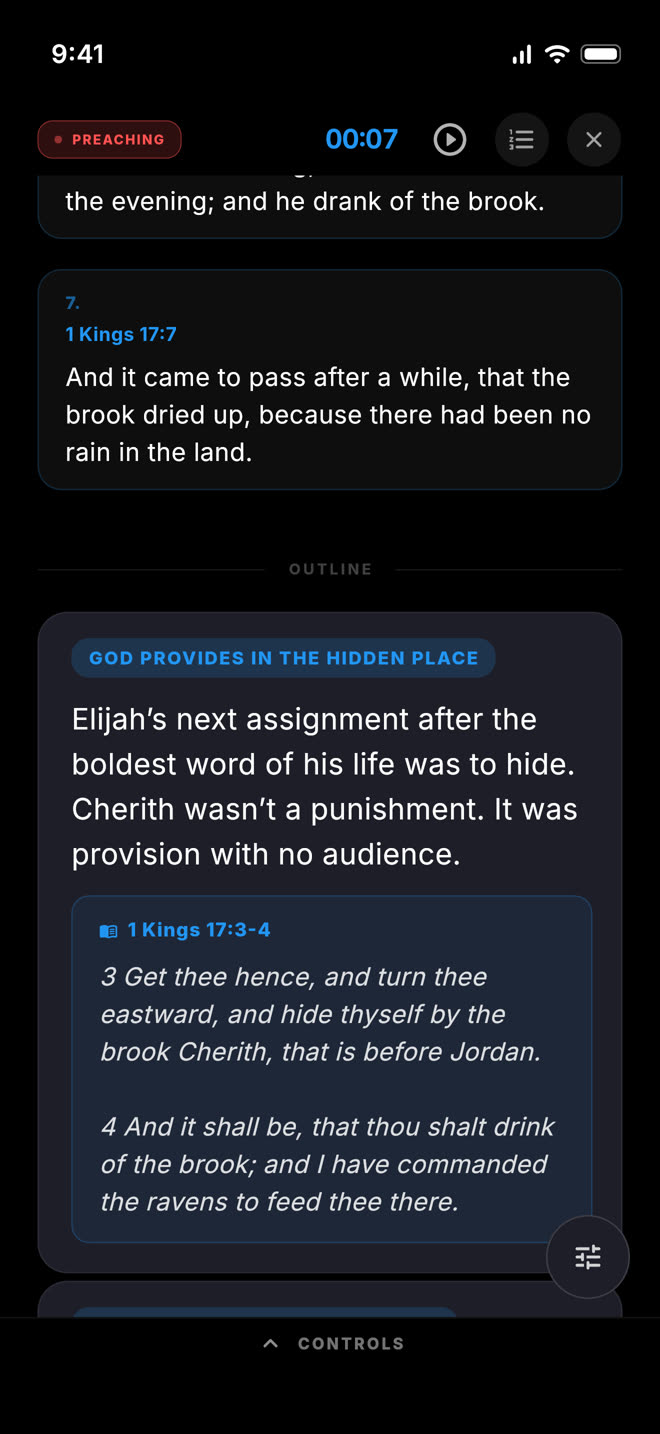 9:41
PREACHING
00:07
the evening; and he drank of the brook.
7.
1 Kings 17:7
And it came to pass after a while, that the
brook dried up, because there had been no
rain in the land.
OUTLINE
GOD PROVIDES IN THE HIDDEN PLACE
Elijah’s next assignment after the
boldest word of his life was to hide.
Cherith wasn’t a punishment. It was
provision with no audience.
1 Kings 17:3-4
3 Get thee hence, and turn thee
eastward, and hide thyself by the
brook Cherith, that is before Jordan.
4 And it shall be, that thou shalt drink
of the brook; and I have commanded
the ravens to feed thee there.
CONTROLS